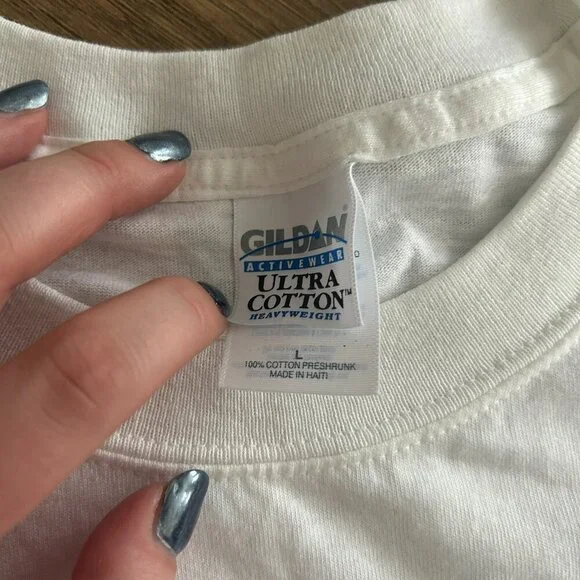 GILDAN®
ACTIVEWEAR
ULTRA
COTTON™
HEAVYWEIGHT
L
100% COTTON PRESHRUNK
MADE IN HAITI